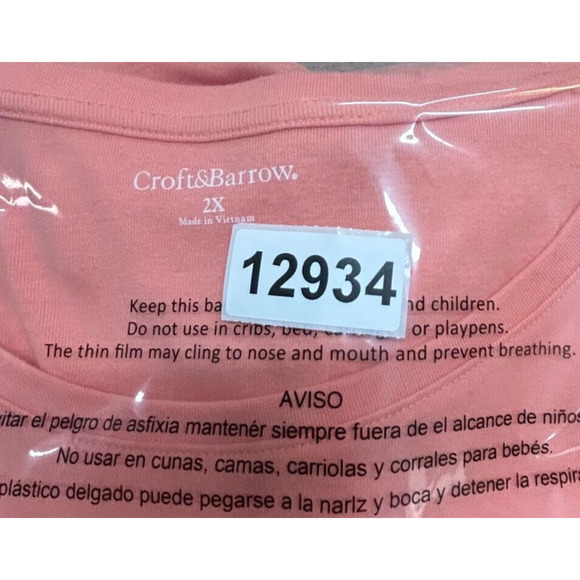 Croft&Barrow®
2X
Made in Vietnam
12934
Keep this ba nd children.
Do not use in cribs, bed, or playpens.
The thin film may cling to nose and mouth and prevent breathing.
AVISO
vitar el pelgro de asfixia mantenér siempre fuera de el alcance de niños
No usar en cunas, camas, carriolas y corrales para bebés.
plástico delgado puede pegarse a la narIz y boca y detener la respira